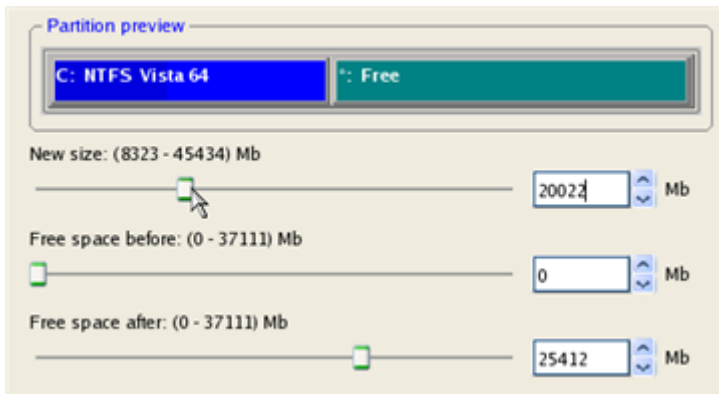 Partition preview
C: NTFS Vista 64 *: Free
New size: (8323 - 45434) Mb
20022 Mb
Free space before: (0 - 37111) Mb
0 Mb
Free space after: (0 - 37111) Mb
25412 Mb